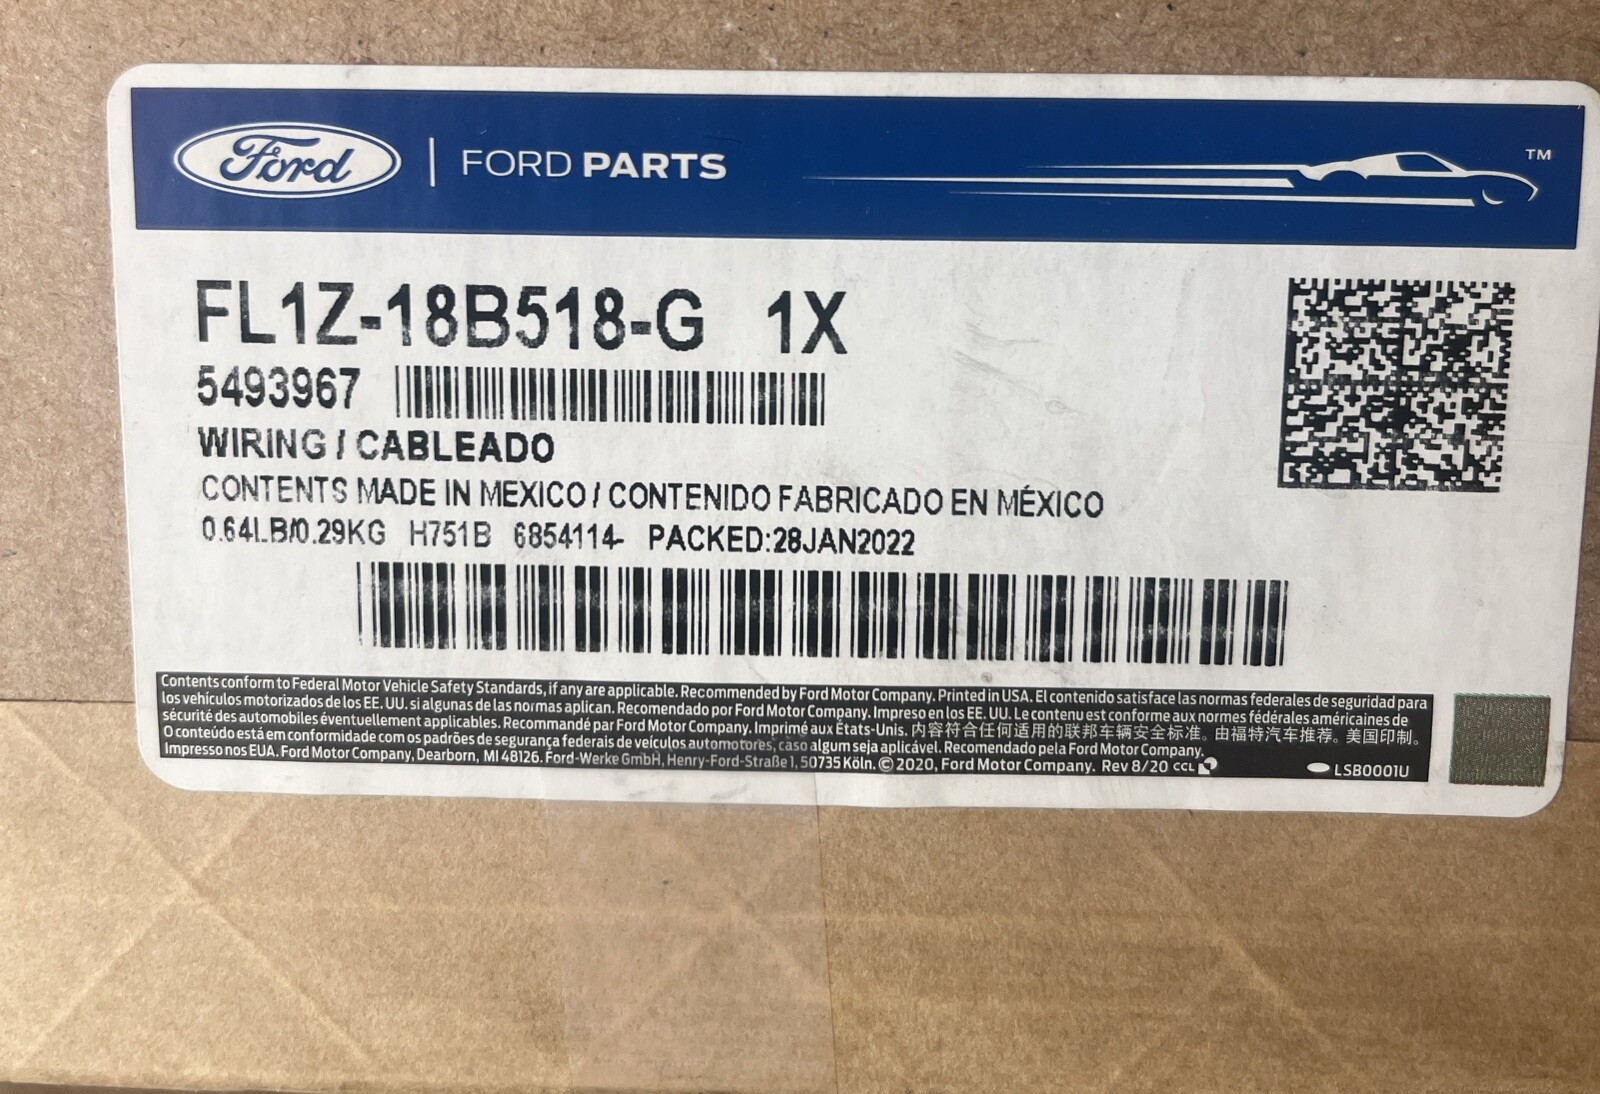 Ford | FORD PARTS TM
FL1Z-18B518-G 1X
5493967
WIRING / CABLEADO
CONTENTS MADE IN MEXICO / CONTENIDO FABRICADO EN MÉXICO
0.64LB/0.29KG H751B 6854114- PACKED:28JAN2022
Contents conform to Federal Motor Vehicle Safety Standards, if any are applicable. Recommended by Ford Motor Company. Printed in USA. El contenido satisface las normas federales de seguridad para
los vehículos motorizados de los EE. UU. si algunas de las normas aplican. Recomendado por Ford Motor Company. Impreso en los EE. UU. Le contenu est conforme aux normes fédérales américaines de
sécurité des automobiles éventuellement applicables. Recommandé par Ford Motor Company. Imprimé aux États-Unis. 内容符合任何适用的联邦车辆安全标准。由福特汽车推荐。美国印制。
O conteúdo está em conformidade com os padrões de segurança federais de veículos automotores, caso algum seja aplicável. Recomendado pela Ford Motor Company.
Impresso nos EUA. Ford Motor Company, Dearborn, MI 48126. Ford-Werke GmbH, Henry-Ford-Straße 1, 50735 Köln. © 2020, Ford Motor Company. Rev 8/20 CCL LSB0001U